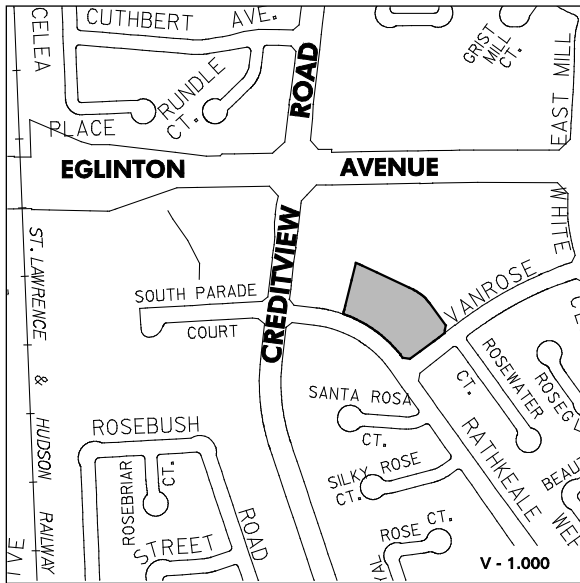 CUTHBERT AVE.
CELEA
PLACE
RUNDLE
CT.
ROAD
GRIST
MILL
CT.
EAST MILL
EGLINTON AVENUE
WHITE
CREDITVIEW
SOUTH PARADE
COURT
VANROSE
ST. LAWRENCE & HUDSON RAILWAY
SANTA ROSA
CT.
SILKY ROSE
CT.
ROSE CT.
ROSEWATER
CT.
RATHKEALE
ROSEBUSH
ROAD
ROSEBRIAR
CT.
STREET
V - 1.000